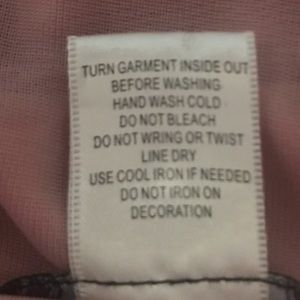 TURN GARMENT INSIDE OUT
BEFORE WASHING
HAND WASH COLD
DO NOT BLEACH
DO NOT WRING OR TWIST
LINE DRY
USE COOL IRON IF NEEDED
DO NOT IRON ON
DECORATION